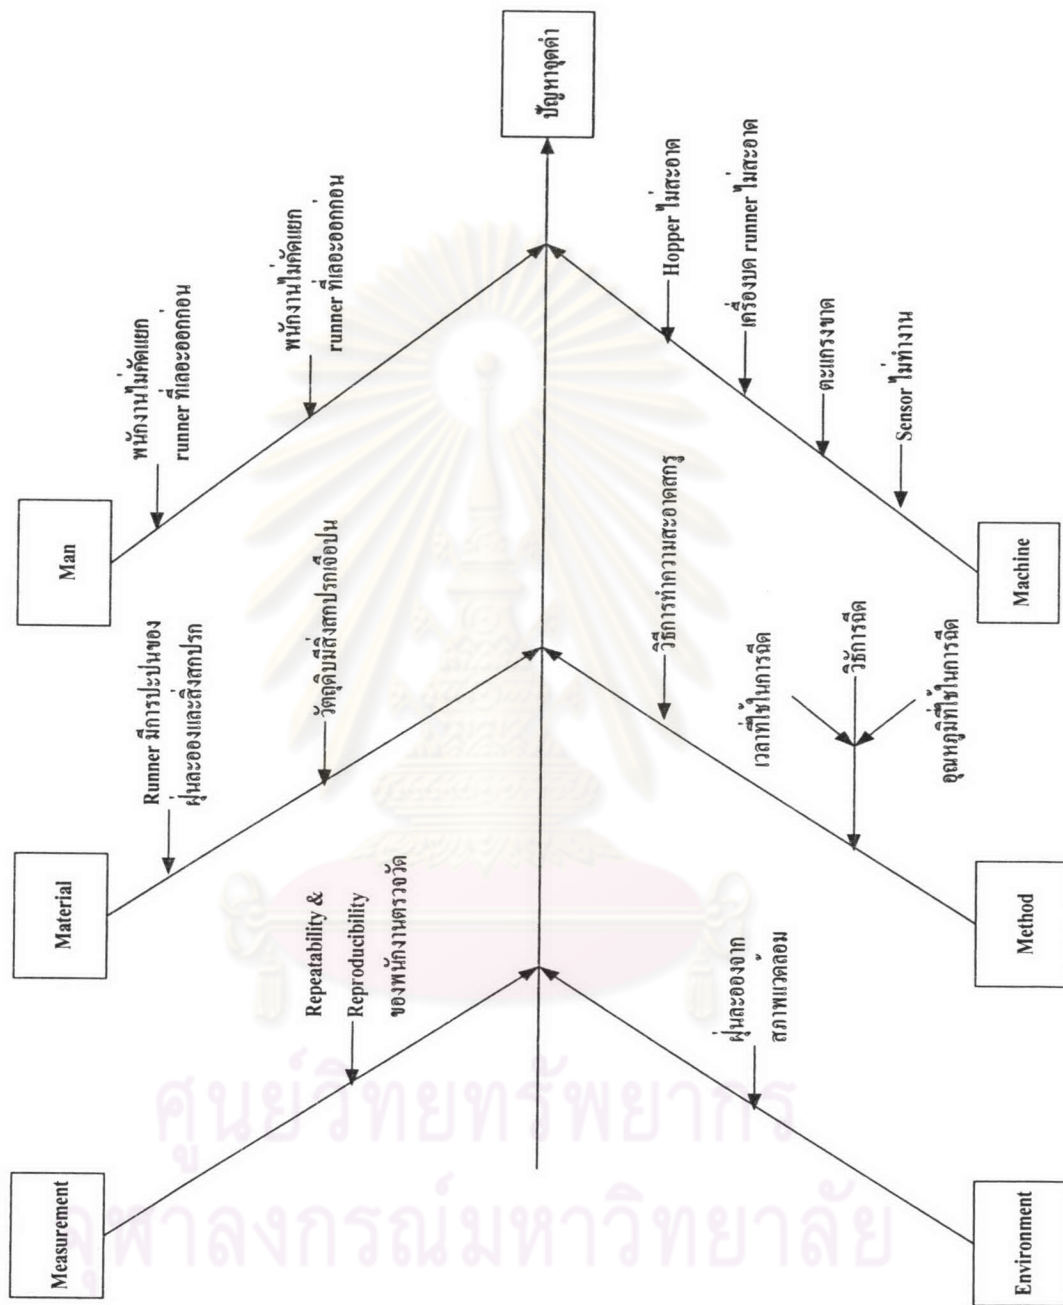 Measurement
Material
Man
Repeatability &
Reproducibility
ของพนักงานตรวจวัด
Runner มีการปะปนของ
ฝุ่นละอองและสิ่งสกปรก
วัตถุดิบมีสิ่งสกปรกเจือปน
พนักงานไม่คัดแยก
runner ที่เลอะออกก่อน
พนักงานไม่คัดแยก
runner ที่เลอะออกก่อน
ปัญหาจุดดำ
ฝุ่นละอองจาก
สภาพแวดล้อม
วิธีการทำความสะอาดสกรู
เวลาที่ใช้ในการฉีด
วิธีการฉีด
อุณหภูมิที่ใช้ในการฉีด
Hopper ไม่สะอาด
เครื่องบด runner ไม่สะอาด
ตะแกรงขาด
Sensor ไม่ทำงาน
Environment
Method
Machine
ศูนย์วิทยทรัพยากร
จุฬาลงกรณ์มหาวิทยาลัย